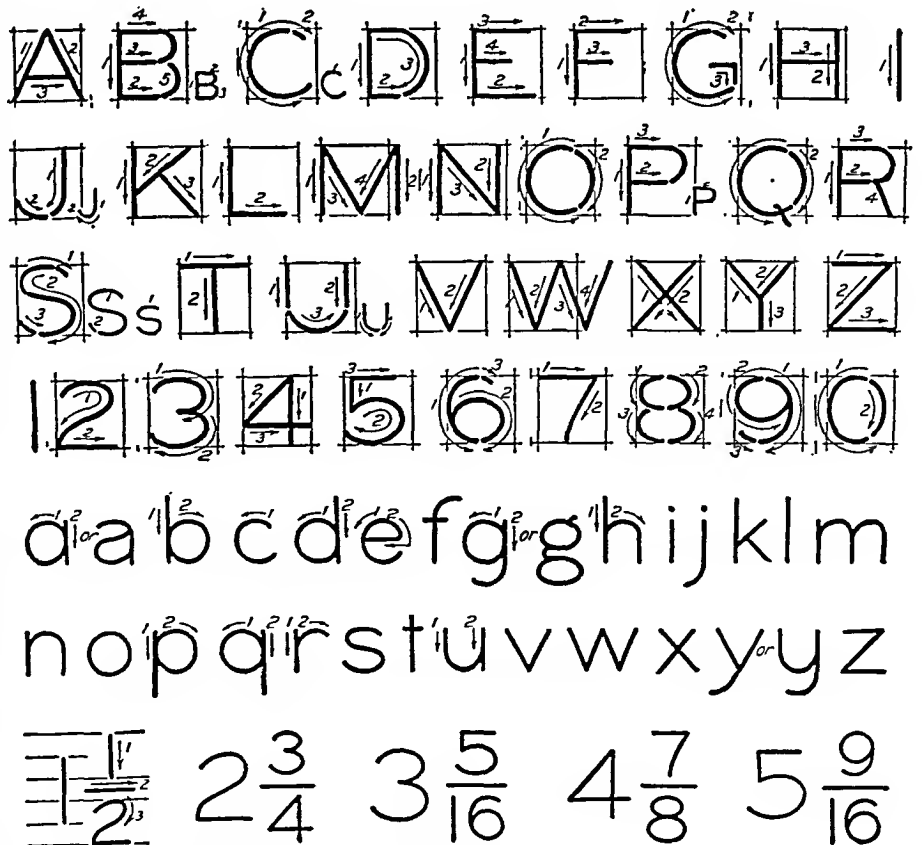 A B B C C D E F G H I
J J K L M N O P P Q R
S S S T U U V W X Y Z
1 2 3 4 5 6 7 8 9 0
a or a b c d e f g or g h i j k l m
n o p q r s t u v w x y or y z
1 1/2 2 3/4 3 5/16 4 7/8 5 9/16